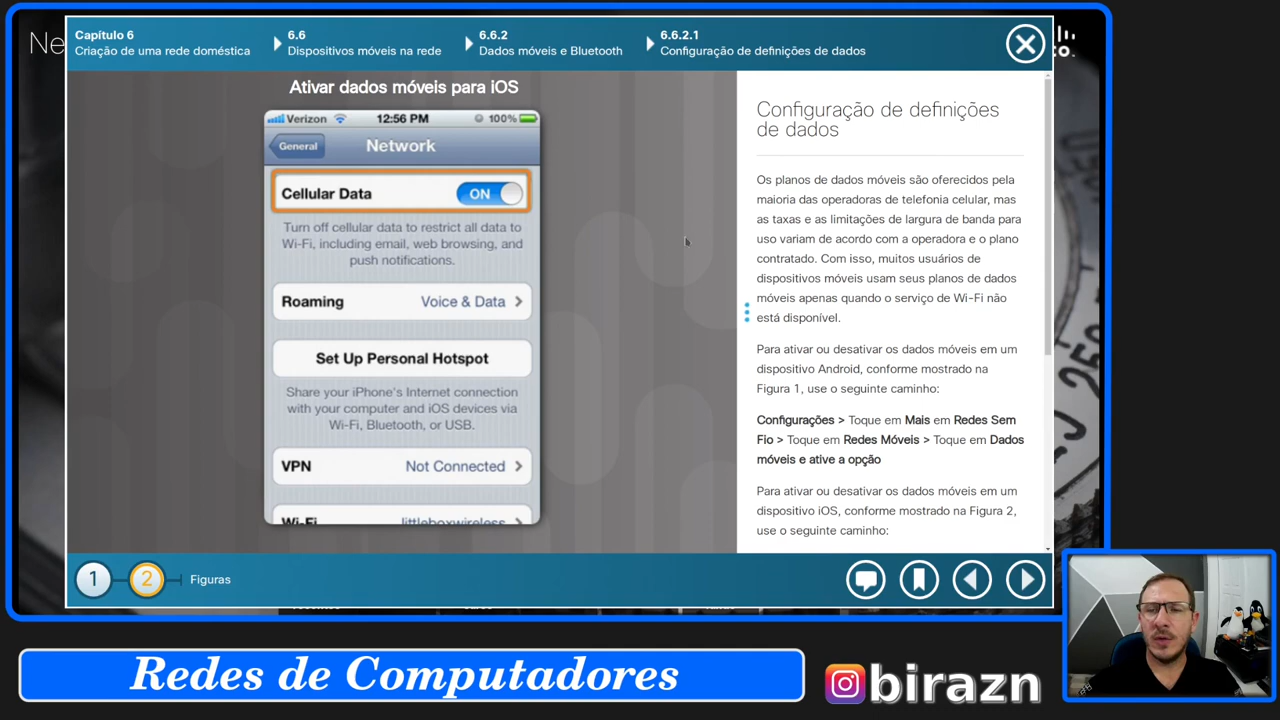 Ne
Capítulo 6
Criação de uma rede doméstica
6.6
Dispositivos móveis na rede
6.6.2
Dados móveis e Bluetooth
6.6.2.1
Configuração de definições de dados
Ativar dados móveis para iOS
Verizon 12:56 PM 100%
General Network
Cellular Data ON
Turn off cellular data to restrict all data to
Wi-Fi, including email, web browsing, and
push notifications.
Roaming Voice & Data
Set Up Personal Hotspot
Share your iPhone's Internet connection
with your computer and iOS devices via
Wi-Fi, Bluetooth, or USB.
VPN Not Connected
Wi-Fi littleboxwireless
Configuração de definições
de dados
Os planos de dados móveis são oferecidos pela
maioria das operadoras de telefonia celular, mas
as taxas e as limitações de largura de banda para
uso variam de acordo com a operadora e o plano
contratado. Com isso, muitos usuários de
dispositivos móveis usam seus planos de dados
móveis apenas quando o serviço de Wi-Fi não
está disponível.
Para ativar ou desativar os dados móveis em um
dispositivo Android, conforme mostrado na
Figura 1, use o seguinte caminho:
Configurações > Toque em Mais em Redes Sem
Fio > Toque em Redes Móveis > Toque em Dados
móveis e ative a opção
Para ativar ou desativar os dados móveis em um
dispositivo iOS, conforme mostrado na Figura 2,
use o seguinte caminho:
1 2 Figuras
Redes de Computadores
birazn